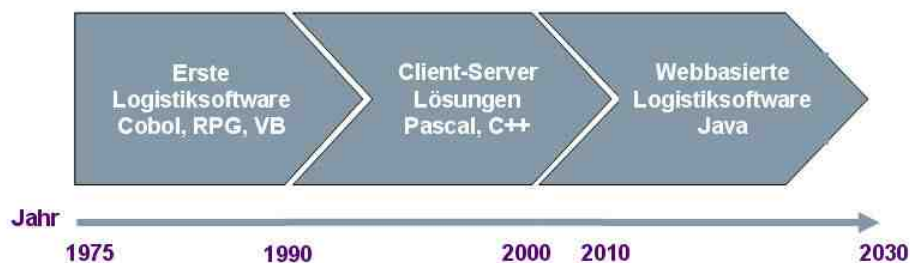 Erste
Logistiksoftware
Cobol, RPG, VB
Client-Server
Lösungen
Pascal, C++
Webbasierte
Logistiksoftware
Java
Jahr
1975 1990 2000 2010 2030